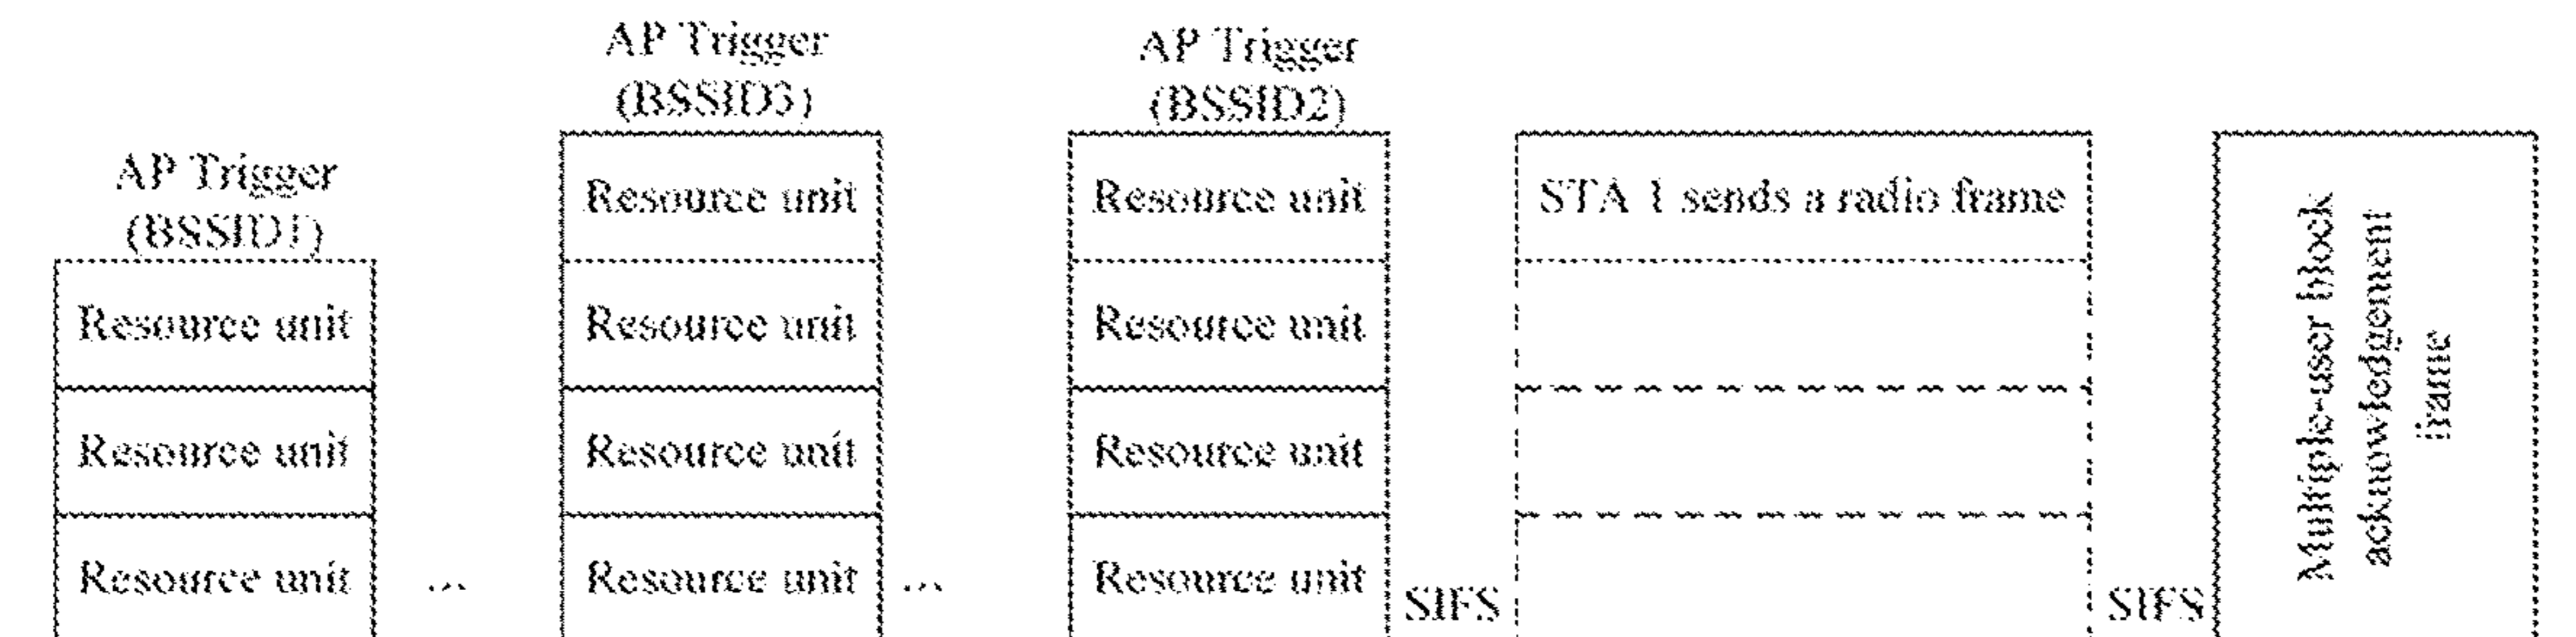 AP Trigger
(BSSID1)
Resource unit
Resource unit
Resource unit
...
AP Trigger
(BSSID3)
Resource unit
Resource unit
Resource unit
Resource unit
...
AP Trigger
(BSSID2)
Resource unit
Resource unit
Resource unit
Resource unit
SIFS
STA 1 sends a radio frame
SIFS
Multiple-user block
acknowledgement
frame